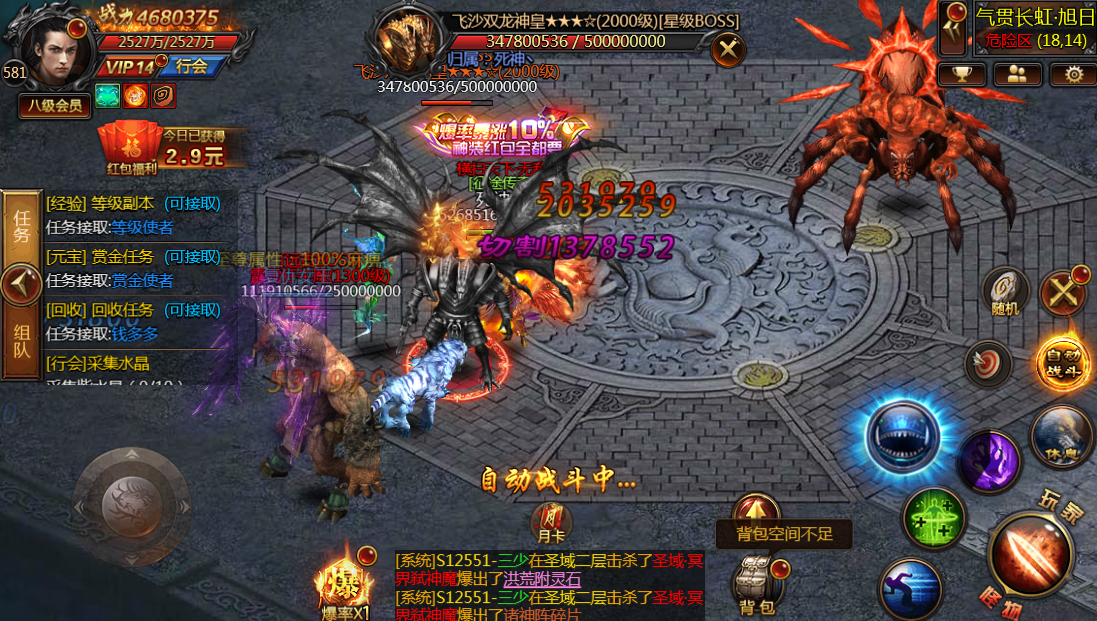 战力4680375
2527万/2527万
VIP14
行会
581
八级会员
今日已获得
2.9元
红包福利
飞沙双龙神皇★★★☆(2000级)[星级BOSS]
347800536 / 500000000
归属：死神
★★★☆(2000级)
347800536/500000000
气贯长虹·旭日
危险区 (18,14)
爆率暴涨10%
神装红包全都要
531979
2035259
切割1378552
任务
组队
[经验] 等级副本 (可接取)
任务接取:等级使者
[元宝] 赏金任务 (可接取)
任务接取:赏金使者
[回收] 回收任务 (可接取)
任务接取:钱多多
[行会]采集水晶
111910566/250000000
531979
随机
自动战斗
休息
自动战斗中...
月卡
背包空间不足
背包
玩家
怪物
爆
爆率X1
[系统]S12551-三少在圣域二层击杀了圣域·冥
界弑神魔爆出了洪荒附灵石
[系统]S12551-三少在圣域二层击杀了圣域·冥
界弑神魔爆出了诸神阵碎片